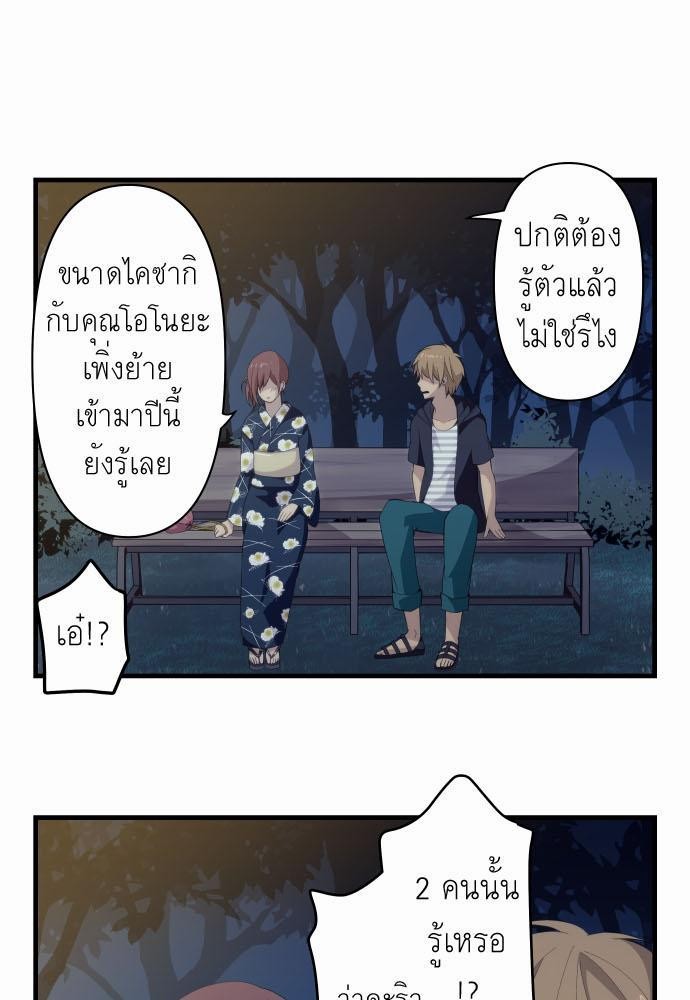 ปกติต้อง
รู้ตัวแล้ว
ไม่ใช่รึไง
ขนาดไคซากิ
กับคุณโอโนยะ
เพิ่งย้าย
เข้ามาปีนี้
ยังรู้เลย
เอ๋!?
2 คนนั้น
รู้เหรอ
!?